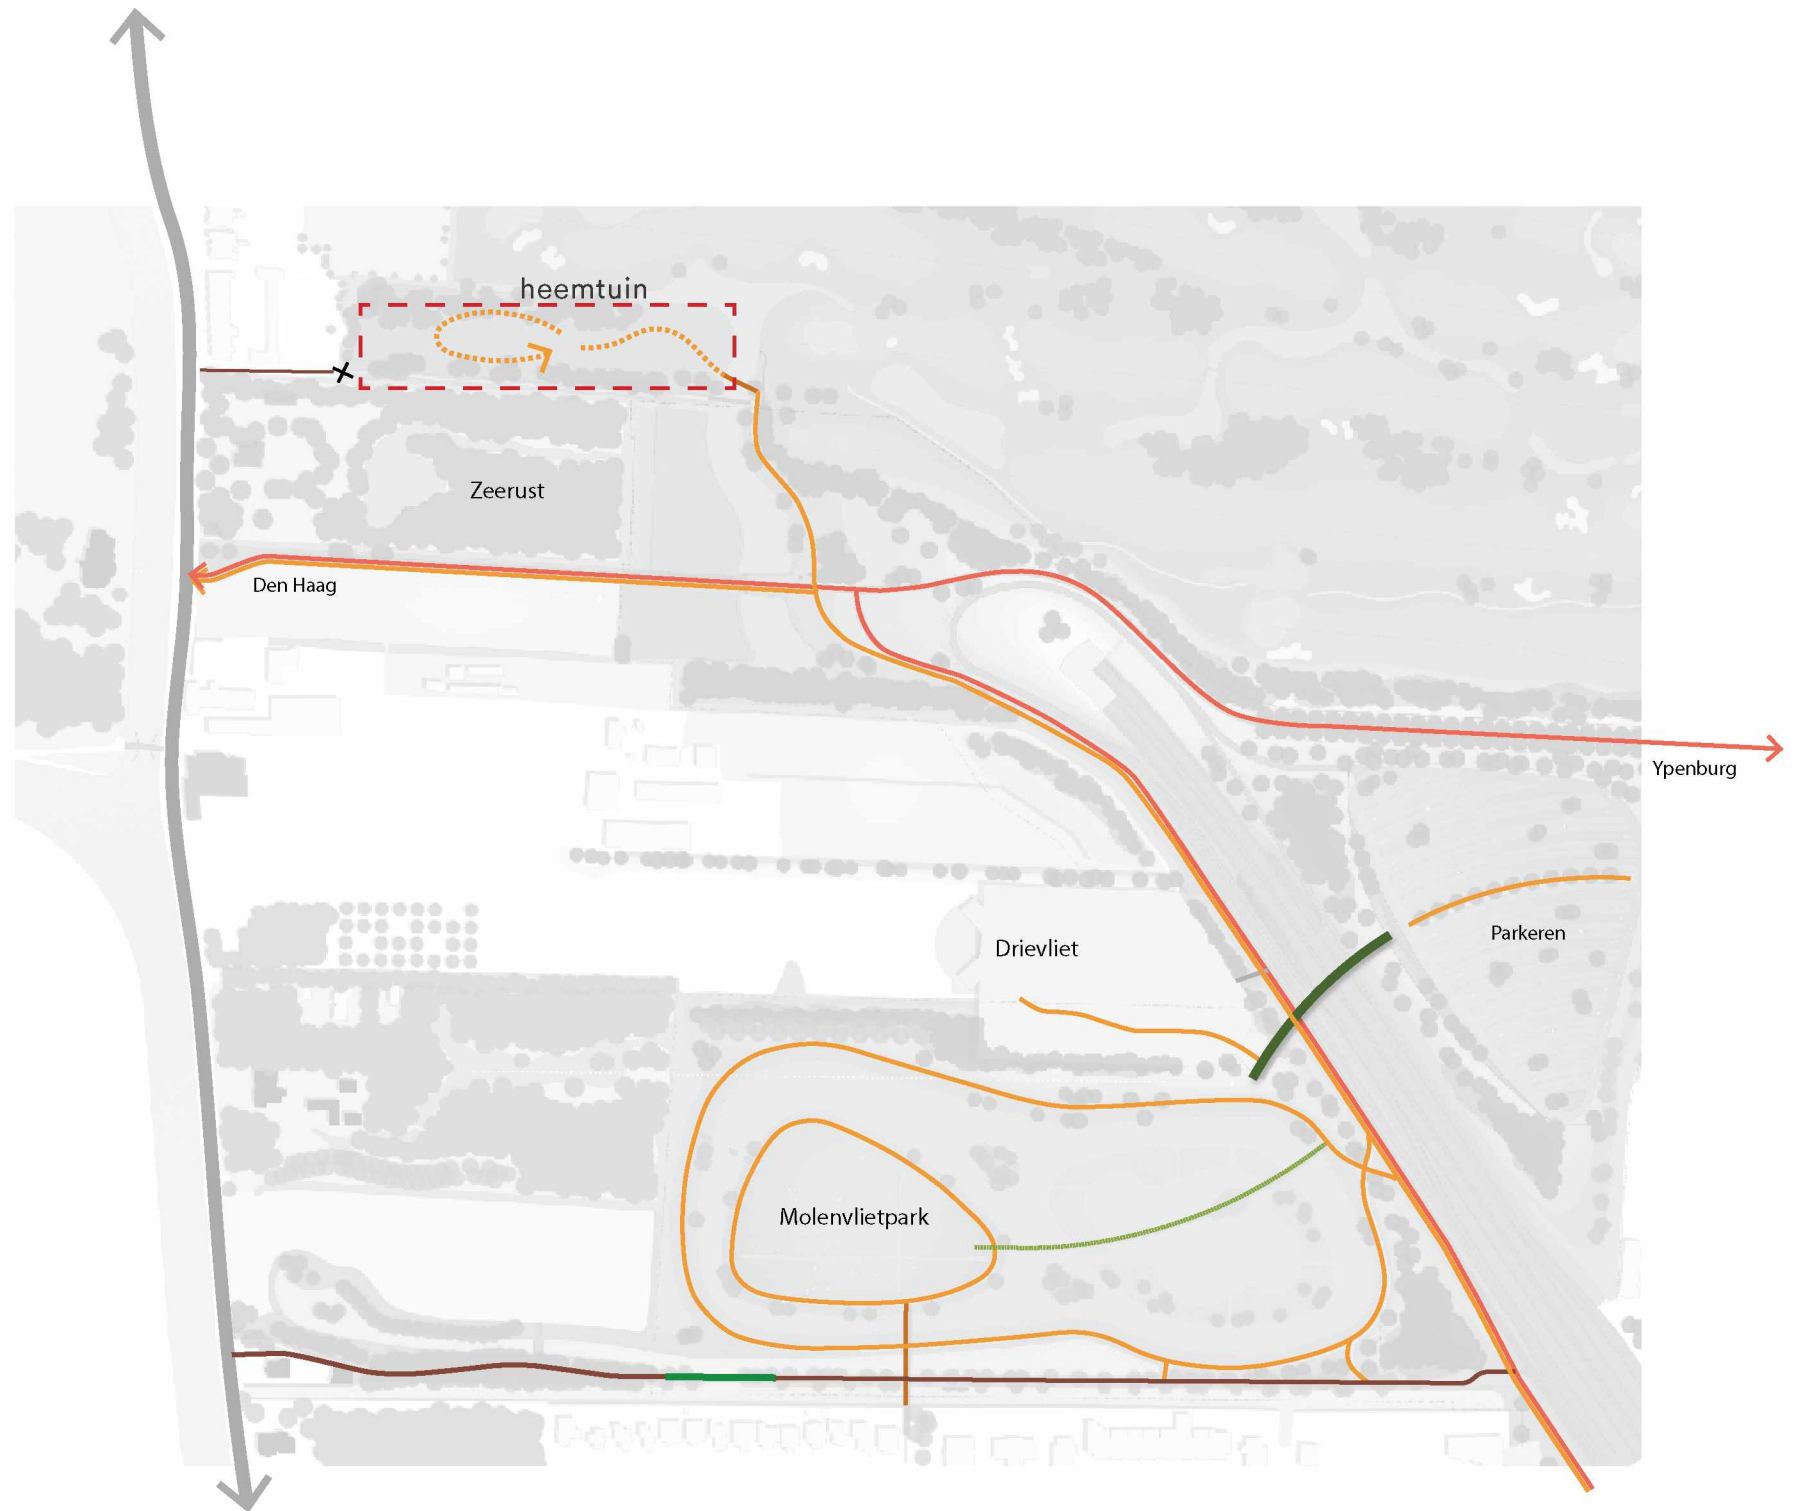 heemtuin
Zeerust
Den Haag
Ypenburg
Parkeren
Drievliet
Molenvlietpark